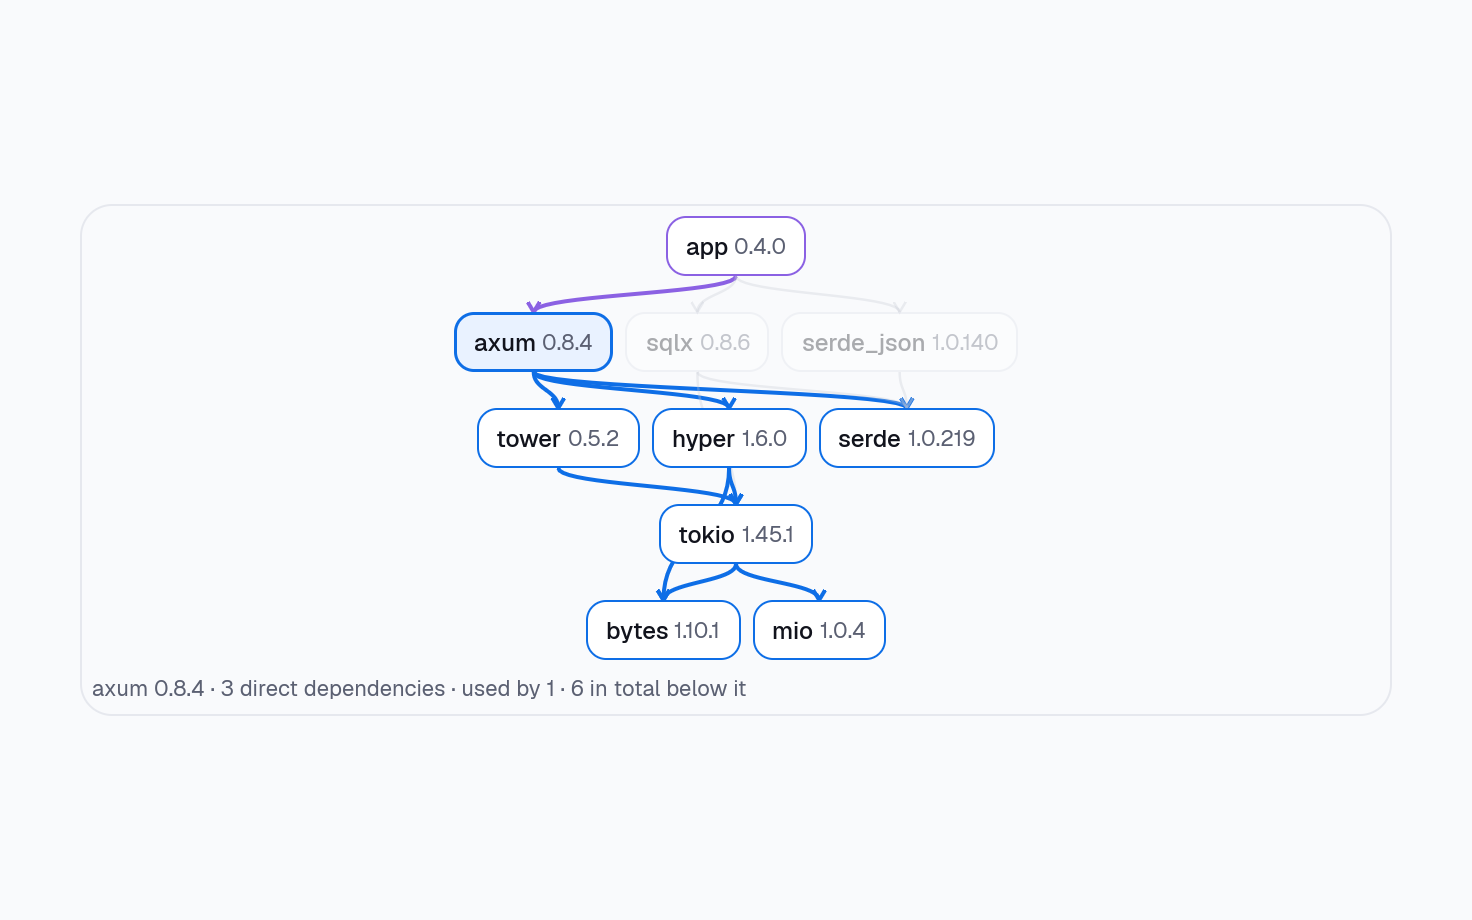 app 0.4.0
axum 0.8.4
sqlx 0.8.6
serde_json 1.0.140
tower 0.5.2
hyper 1.6.0
serde 1.0.219
tokio 1.45.1
bytes 1.10.1
mio 1.0.4
axum 0.8.4 · 3 direct dependencies · used by 1 · 6 in total below it